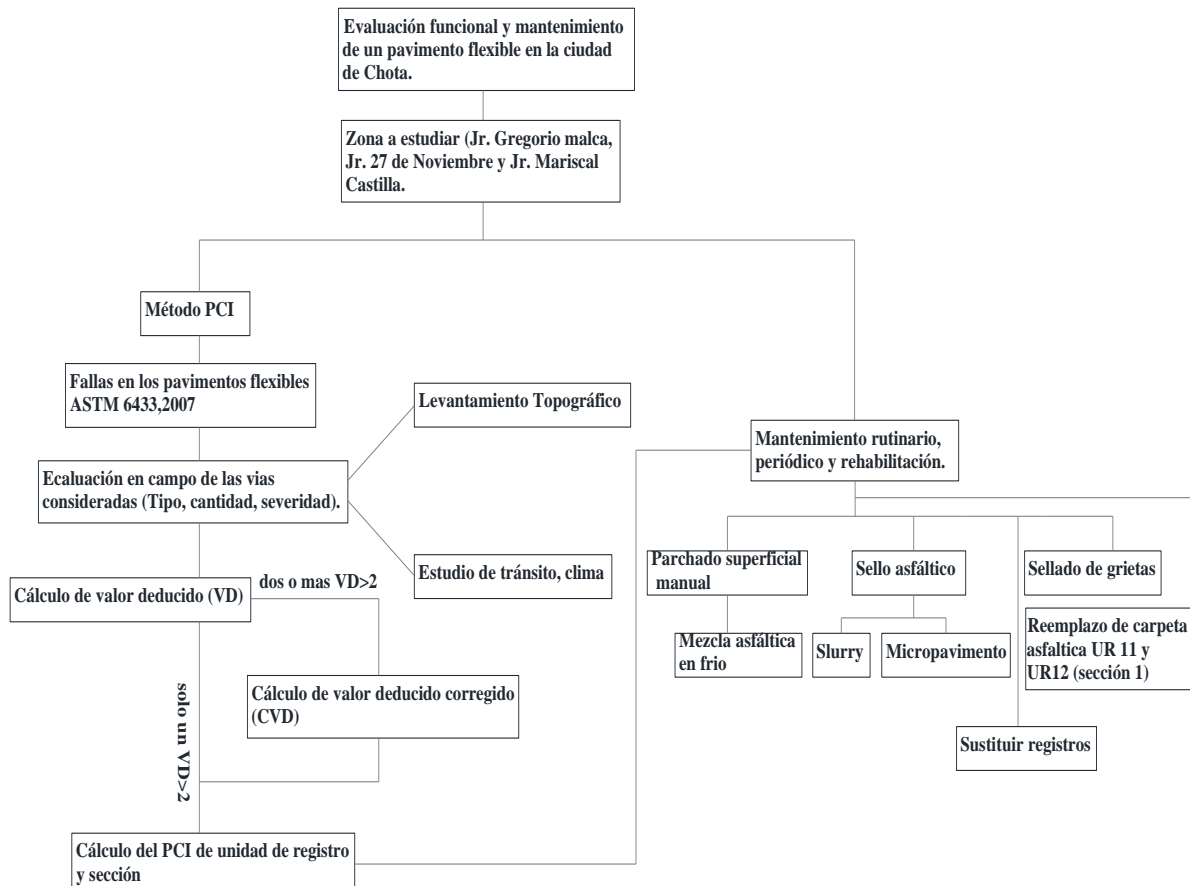 Evaluación funcional y mantenimiento
de un pavimento flexible en la ciudad
de Chota.
Zona a estudiar (Jr. Gregorio malca,
Jr. 27 de Noviembre y Jr. Mariscal
Castilla.
Método PCI
Fallas en los pavimentos flexibles
ASTM 6433,2007
Ecaluación en campo de las vias
consideradas (Tipo, cantidad, severidad).
Levantamiento Topográfico
Estudio de tránsito, clima
Cálculo de valor deducido (VD)
dos o mas VD>2
solo un VD>2
Cálculo de valor deducido corregido
(CVD)
Cálculo del PCI de unidad de registro
y sección
Mantenimiento rutinario,
periódico y rehabilitación.
Parchado superficial
manual
Mezcla asfáltica
en frio
Sello asfáltico
Slurry
Micropavimento
Sellado de grietas
Reemplazo de carpeta
asfaltica UR 11 y
UR12 (sección 1)
Sustituir registros